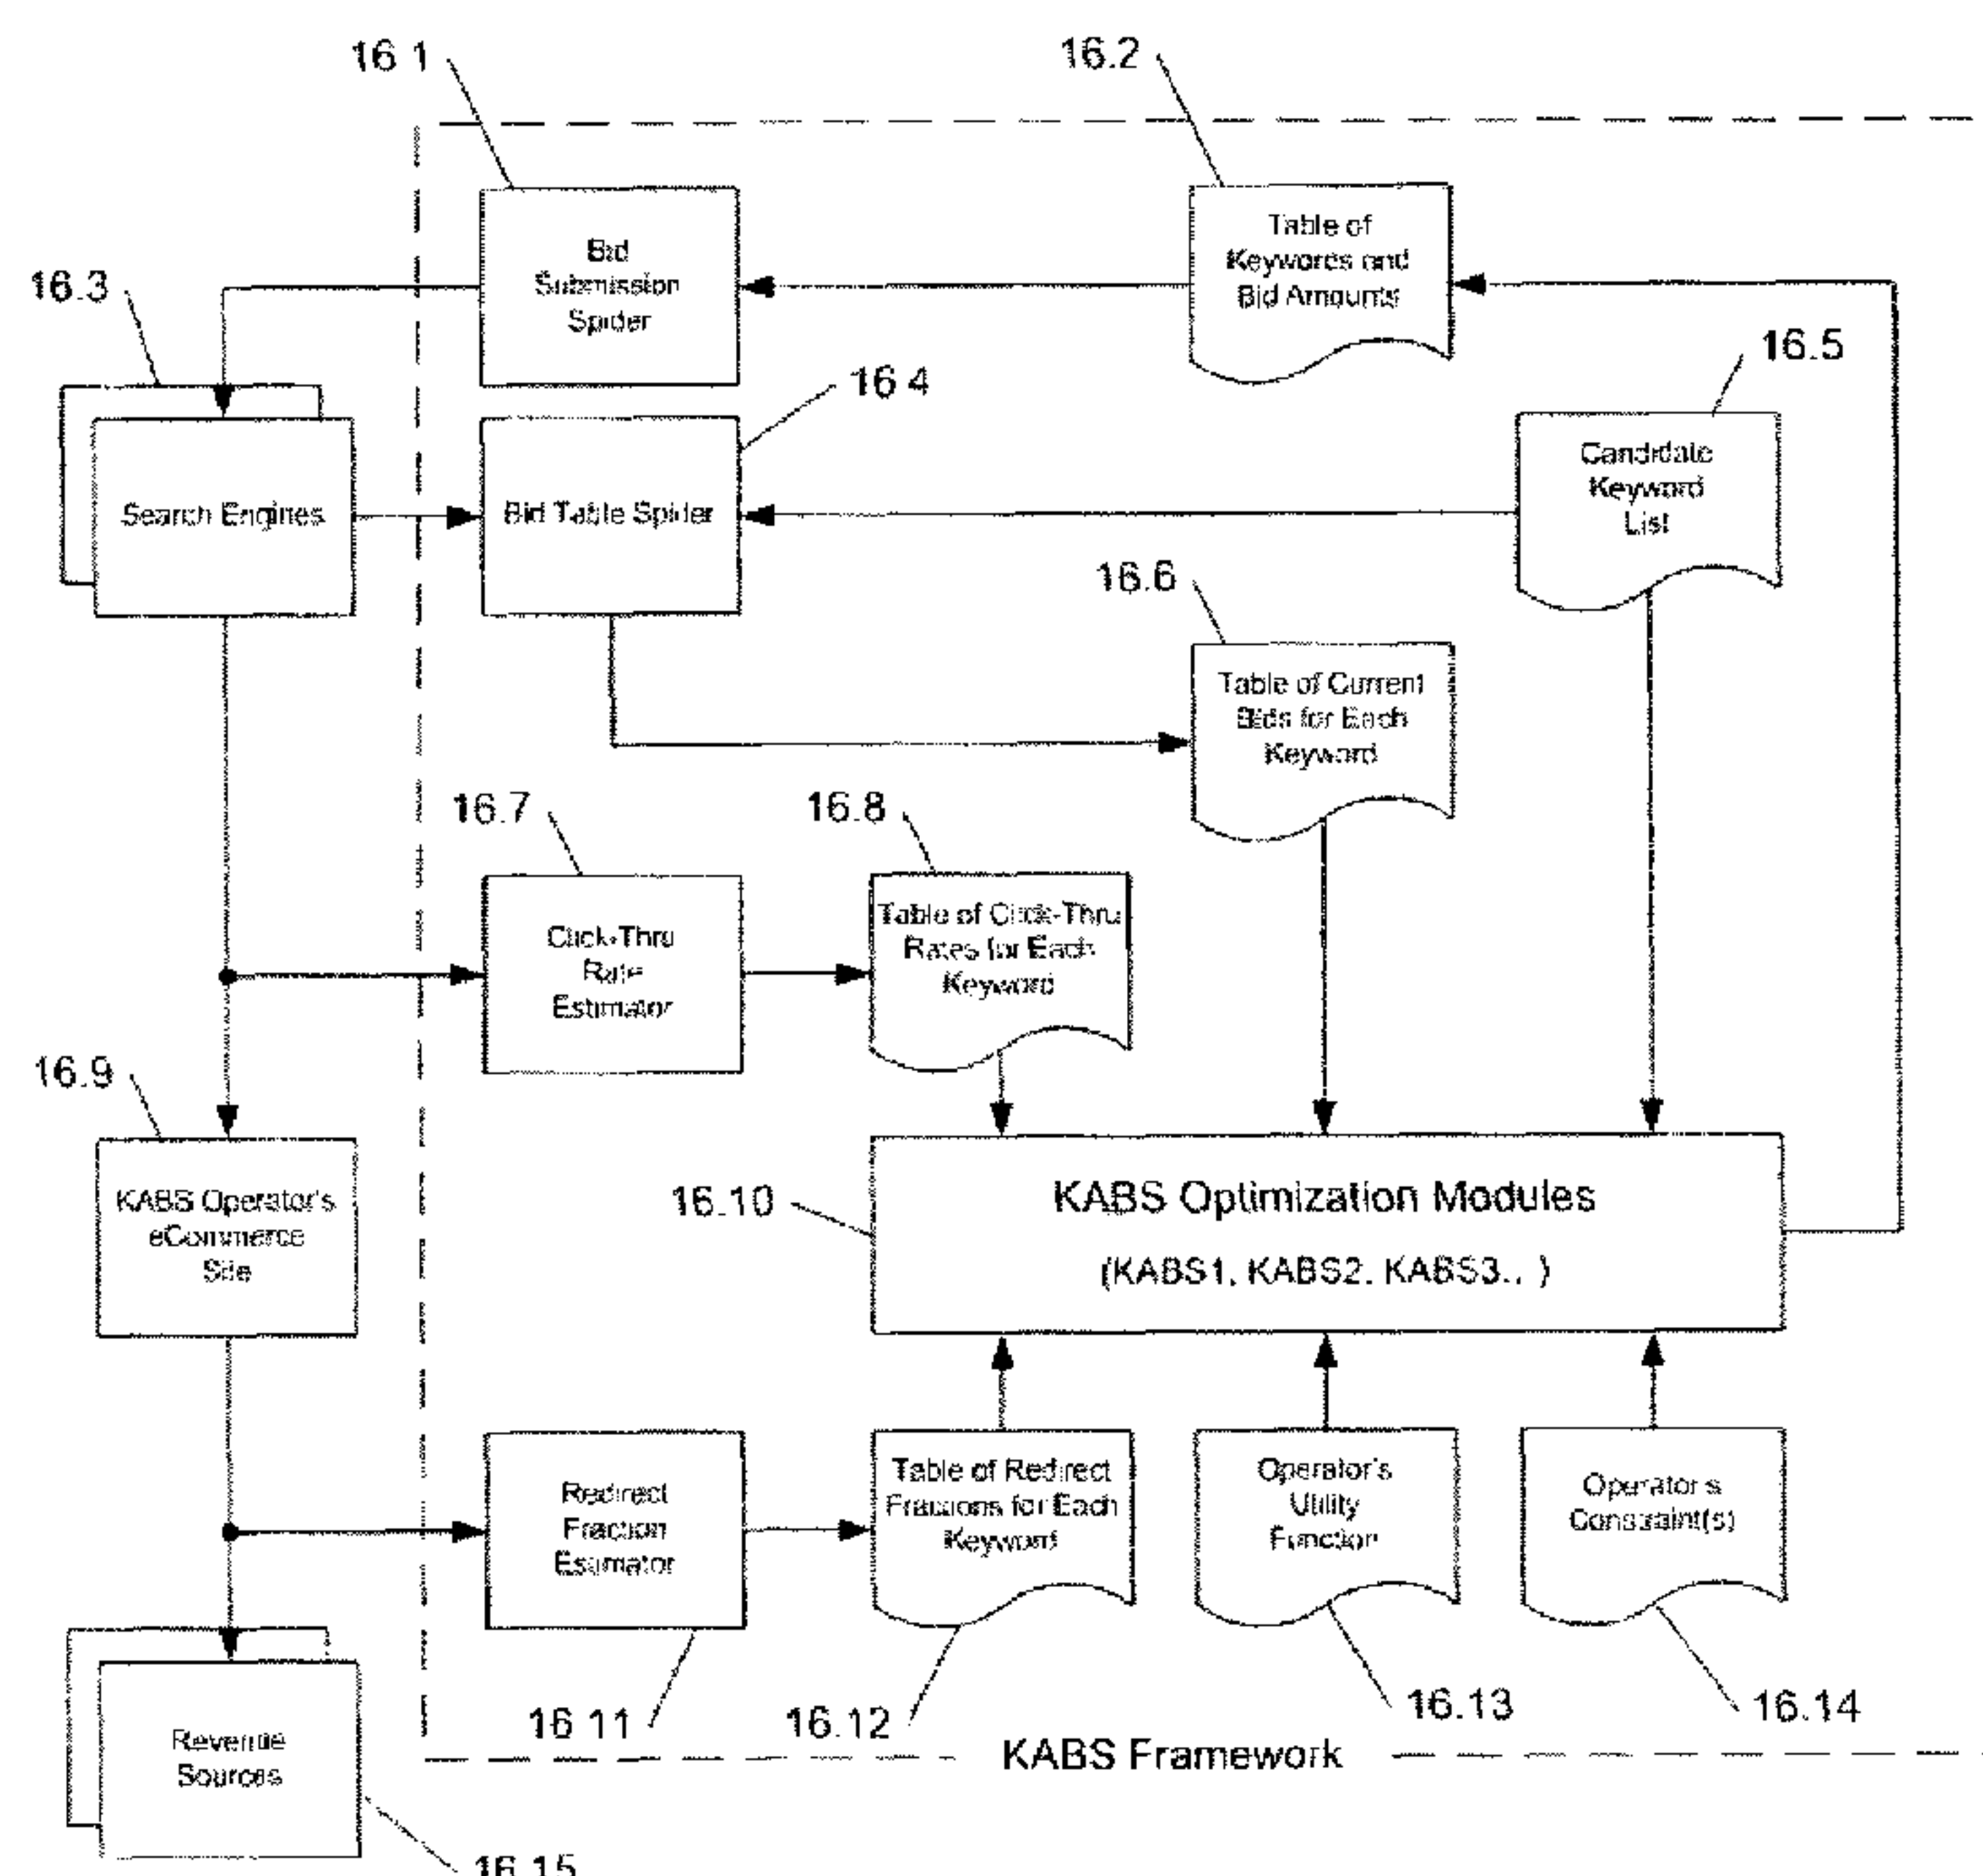 16 1
16.2
Bid
Submission
Spider
Table of
Keywords and
Bid Amounts
16.3
16 4
16.5
Search Engines
Bid Table Spider
Candidate
Keyword
List
16.6
Table of Current
Bids for Each
Keyword
16.7
16.8
Click-Thru
Rate
Estimator
Table of Click-Thru
Rates for Each
Keyword
16.9
KABS Operator's
eCommerce
Site
16.10
KABS Optimization Modules
(KABS1, KABS2, KABS3.. )
Redirect
Fraction
Estimator
Table of Redirect
Fractions for Each
Keyword
Operator's
Utility
Function
Operator s
Constraint(s)
16 11
16.12
16.13
16.14
KABS Framework
Revenue
Sources
16 15